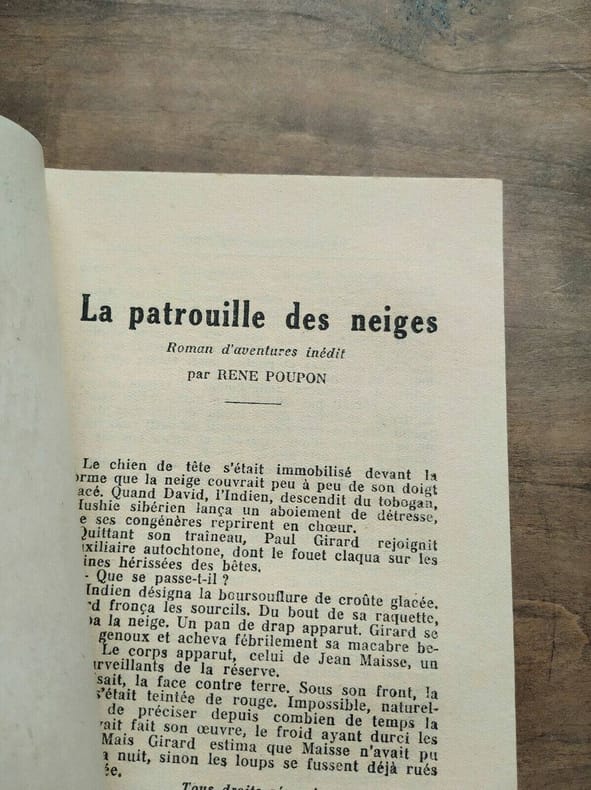 La patrouille des neiges
Roman d'aventures inédit
par RENE POUPON
Le chien de tête s'était immobilisé devant la
que la neige couvrait peu à peu de son doigt
Quand David, l'Indien, descendit du tobogan,
sibérien lança un aboiement de détresse,
ses congénères reprirent en chœur.
Quittant son traîneau, Paul Girard rejoignit
autochtone, dont le fouet claqua sur les
hérissées des bêtes.
- Que se passe-t-il ?
Indien désigna la boursouflure de croûte glacée.
fronça les sourcils. Du bout de sa raquette,
la neige. Un pan de drap apparut. Girard se
genoux et acheva fébrilement sa macabre be-
Le corps apparut, celui de Jean Maisse, un
de la réserve.
la face contre terre. Sous son front, la
s'était teintée de rouge. Impossible, naturel-
de préciser depuis combien de temps la
fait son œuvre, le froid ayant durci les
Mais Girard estima que Maisse n'avait pu
nuit, sinon les loups se fussent déjà rués
Tous droits